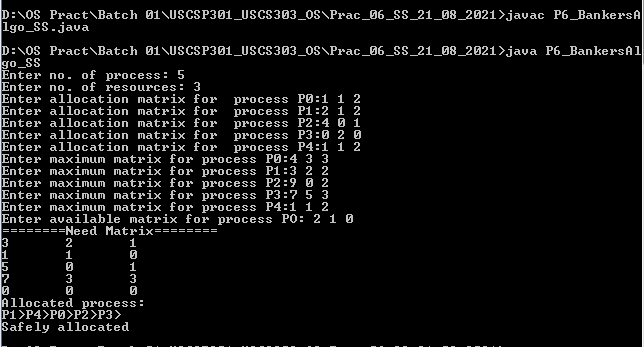 D:\OS Pract\Batch 01\USCSP301_USCS303_OS\Prac_06_SS_21_08_2021>javac P6_BankersA
lgo_SS.java
D:\OS Pract\Batch 01\USCSP301_USCS303_OS\Prac_06_SS_21_08_2021>java P6_BankersAl
go_SS
Enter no. of process: 5
Enter no. of resources: 3
Enter allocation matrix for  process P0:1 1 2
Enter allocation matrix for  process P1:2 1 2
Enter allocation matrix for  process P2:4 0 1
Enter allocation matrix for  process P3:0 2 0
Enter allocation matrix for  process P4:1 1 2
Enter maximum matrix for process P0:4 3 3
Enter maximum matrix for process P1:3 2 2
Enter maximum matrix for process P2:9 0 2
Enter maximum matrix for process P3:7 5 3
Enter maximum matrix for process P4:1 1 2
Enter available matrix for process PO: 2 1 0
========Need Matrix========
3       2       1
1       1       0
5       0       1
7       3       3
0       0       0
Allocated process:
P1>P4>P0>P2>P3>
Safely allocated